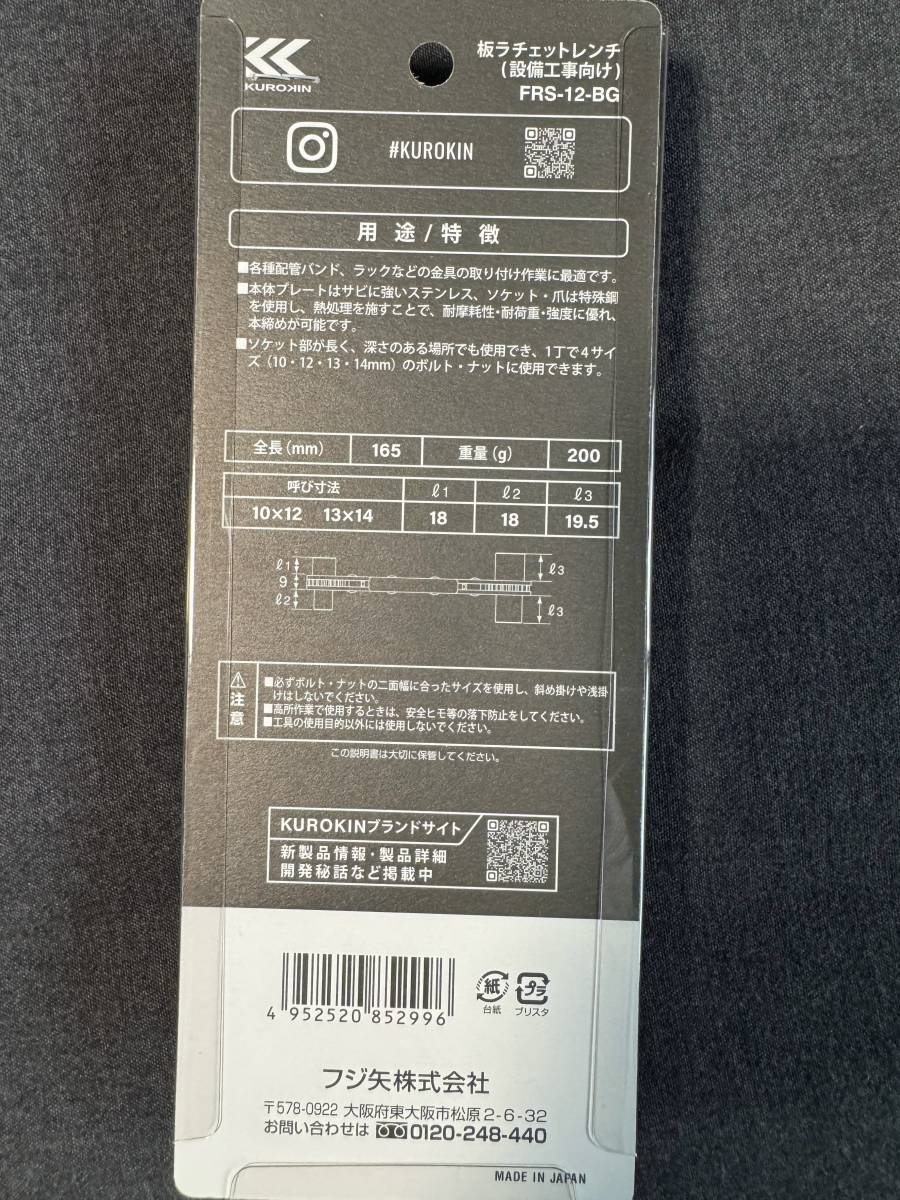 KUROKIN
板ラチェットレンチ
(設備工事向け)
FRS-12-BG
#KUROKIN
用途/特徴
■各種配管バンド、ラックなどの金具の取り付け作業に最適です。
■本体プレートはサビに強いステンレス、ソケット・爪は特殊鋼
を使用し、熱処理を施すことで、耐摩耗性・耐荷重・強度に優れ、
本締めが可能です。
■ソケット部が長く、深さのある場所でも使用でき、1丁で4サイ
ズ（10・12・13・14mm）のボルト・ナットに使用できます。
全長(mm) 165 重量(g) 200
呼び寸法 ℓ1 ℓ2 ℓ3
10×12 13×14 18 18 19.5
ℓ1
9
ℓ2
ℓ3
ℓ3
注意
■必ずボルト・ナットの二面幅に合ったサイズを使用し、斜め掛けや浅掛
けはしないでください。
■高所作業で使用するときは、安全ヒモ等の落下防止をしてください。
■工具の使用目的以外には使用しないでください。
この説明書は大切に保管してください。
KUROKINブランドサイト
新製品情報・製品詳細
開発秘話など掲載中
4 952520 852996
紙
台紙
プラ
ブリスタ
フジ矢株式会社
〒578-0922 大阪府東大阪市松原2-6-32
お問い合わせは 0120-248-440
MADE IN JAPAN